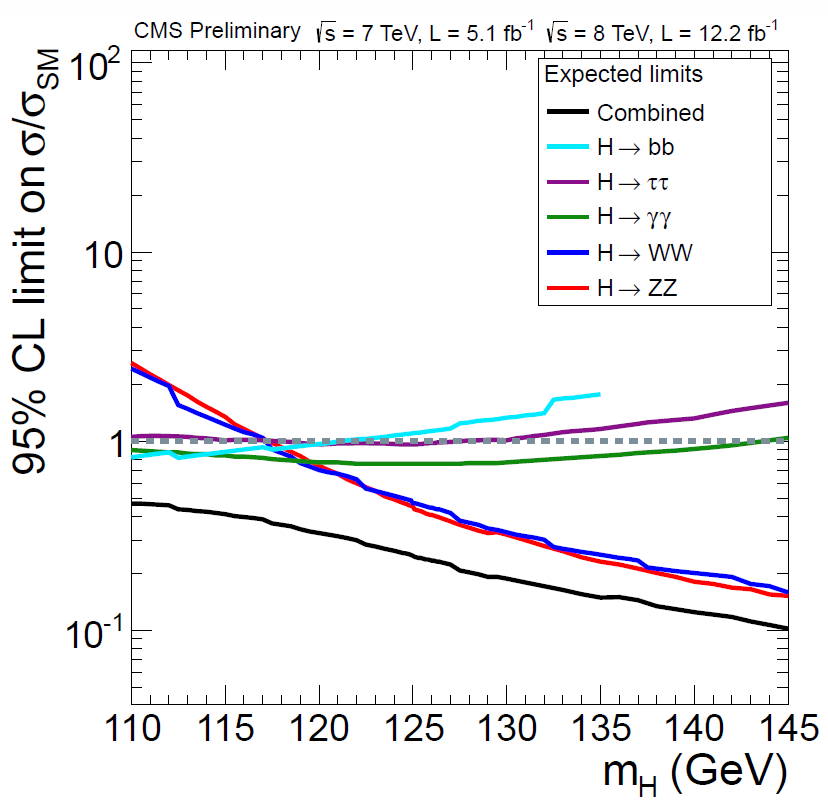 CMS Preliminary √s = 7 TeV, L = 5.1 fb⁻¹ √s = 8 TeV, L = 12.2 fb⁻¹
95% CL limit on σ/σSM
10²
10
1
10⁻¹
Expected limits
Combined
H → bb
H → ττ
H → γγ
H → WW
H → ZZ
110 115 120 125 130 135 140 145
mH (GeV)